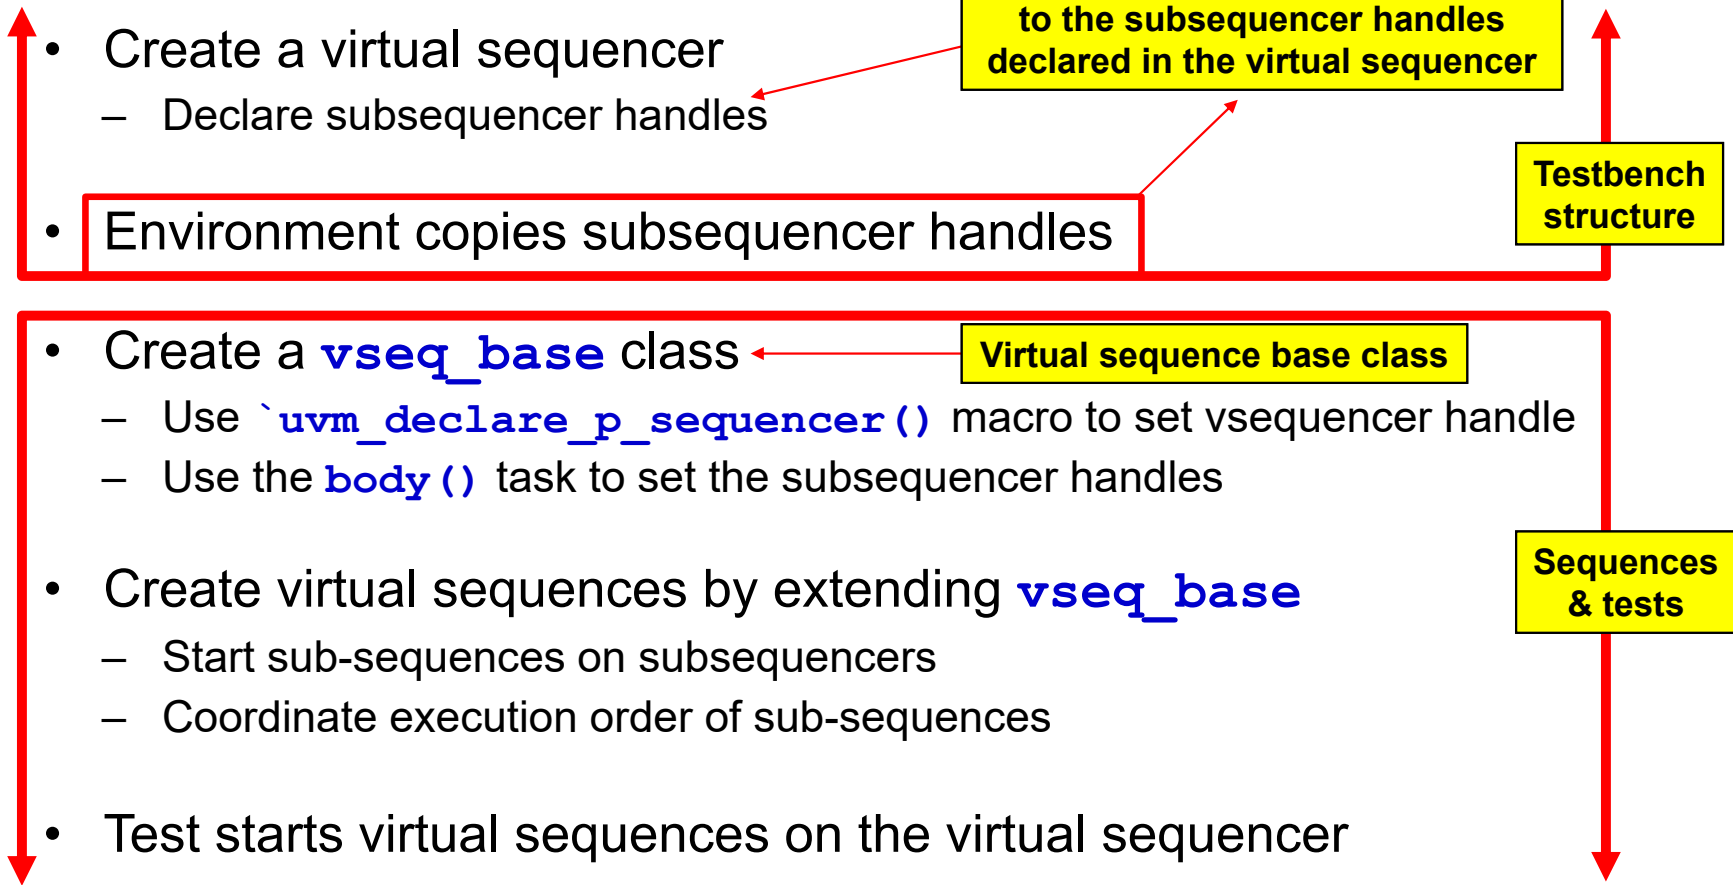 to the subsequencer handles
declared in the virtual sequencer
• Create a virtual sequencer
– Declare subsequencer handles
Testbench
structure
• Environment copies subsequencer handles
• Create a vseq_base class
Virtual sequence base class
– Use `uvm_declare_p_sequencer() macro to set vsequencer handle
– Use the body() task to set the subsequencer handles
• Create virtual sequences by extending vseq_base
Sequences
& tests
– Start sub-sequences on subsequencers
– Coordinate execution order of sub-sequences
• Test starts virtual sequences on the virtual sequencer